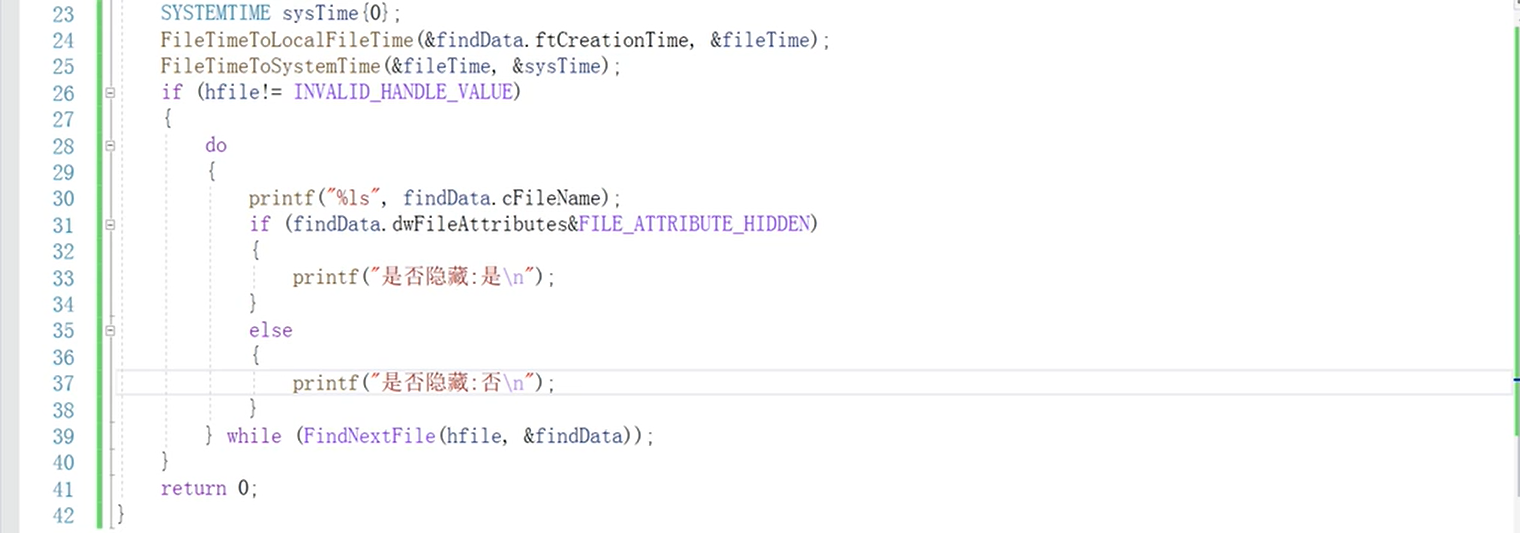 23 SYSTEMTIME sysTime{0};
24 FileTimeToLocalFileTime(&findData.ftCreationTime, &fileTime);
25 FileTimeToSystemTime(&fileTime, &sysTime);
26 if (hfile!= INVALID_HANDLE_VALUE)
27 {
28 do
29 {
30 printf("%ls", findData.cFileName);
31 if (findData.dwFileAttributes&FILE_ATTRIBUTE_HIDDEN)
32 {
33 printf("是否隐藏:是\n");
34 }
35 else
36 {
37 printf("是否隐藏:否\n");
38 }
39 } while (FindNextFile(hfile, &findData));
40 }
41 return 0;
42 }